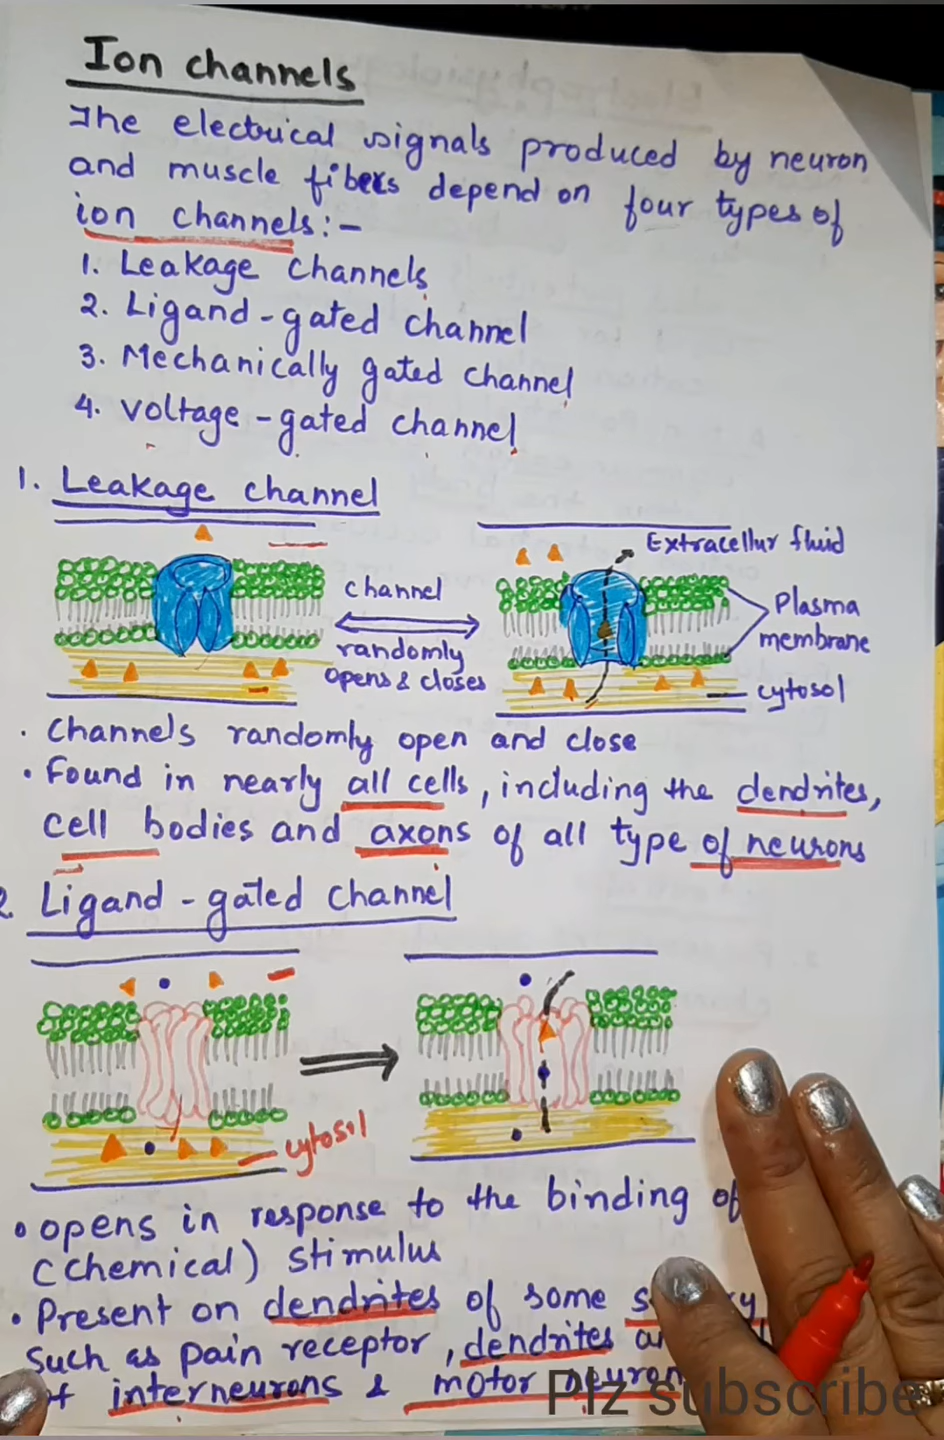 Ion channels
The electrical signals produced by neuron
and muscle fibers depend on four types of
ion channels:-
1. Leakage channels
2. Ligand-gated channel
3. Mechanically gated channel
4. Voltage-gated channel
1. Leakage channel
channel
randomly
opens & closes
Extracellur fluid
Plasma
membrane
cytosol
• Channels randomly open and close
• Found in nearly all cells, including the dendrites,
cell bodies and axons of all type of neurons
2. Ligand-gated channel
cytosol
• opens in response to the binding of
(chemical) stimulus
• Present on dendrites of some
such as pain receptor, dendrites
of interneurons & motor neuron
Plz subscribe